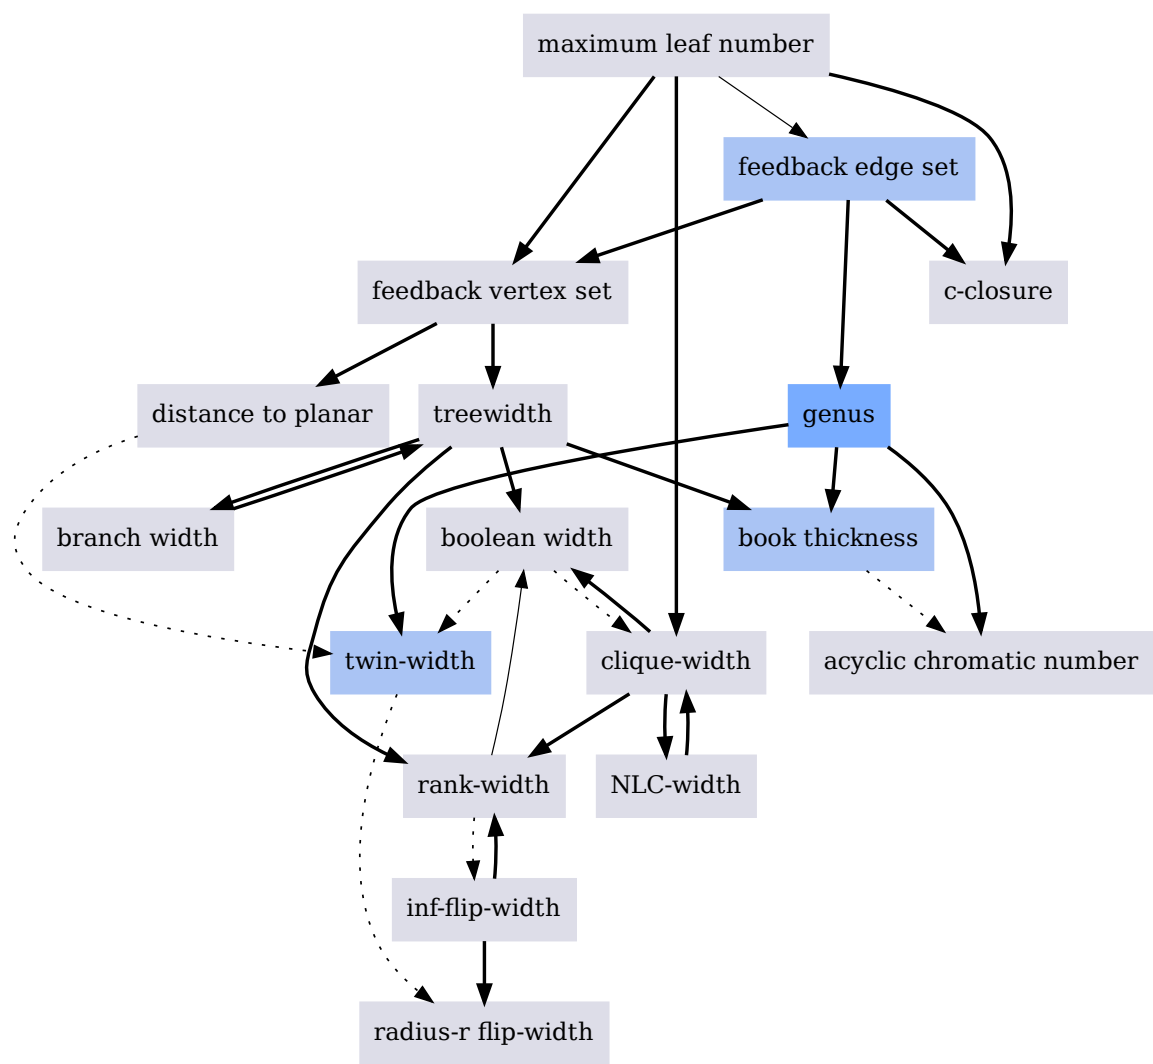 maximum leaf number
feedback edge set
feedback vertex set
c-closure
distance to planar
treewidth
genus
branch width
boolean width
book thickness
twin-width
clique-width
acyclic chromatic number
rank-width
NLC-width
inf-flip-width
radius-r flip-width